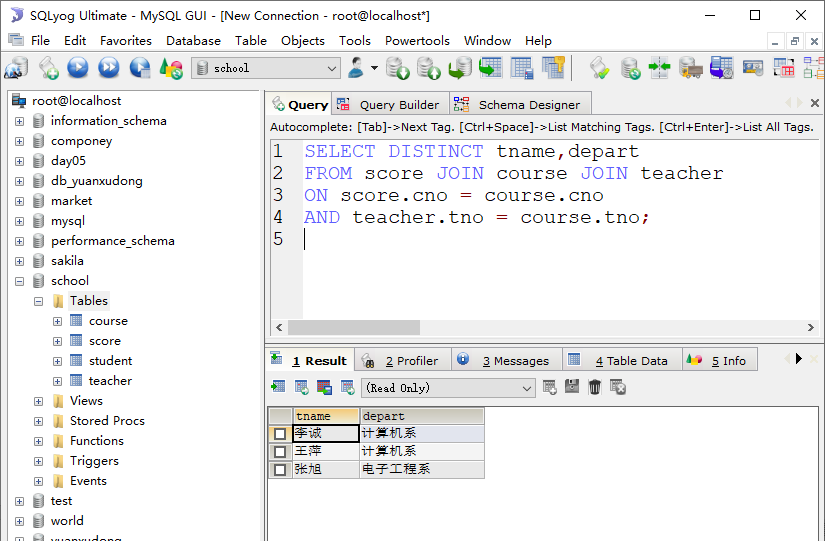 SQLyog Ultimate - MySQL GUI - [New Connection - root@localhost*]
File Edit Favorites Database Table Objects Tools Powertools Window Help
school
root@localhost
information_schema
componey
day05
db_yuanxudong
market
mysql
performance_schema
sakila
school
Tables
course
score
student
teacher
Views
Stored Procs
Functions
Triggers
Events
test
world
yuanxudong
Query Query Builder Schema Designer
Autocomplete: [Tab]->Next Tag. [Ctrl+Space]->List Matching Tags. [Ctrl+Enter]->List All Tags.
1 SELECT DISTINCT tname,depart
2 FROM score JOIN course JOIN teacher
3 ON score.cno = course.cno
4 AND teacher.tno = course.tno;
5
1 Result 2 Profiler 3 Messages 4 Table Data 5 Info
(Read Only)
tname depart
李诚 计算机系
王萍 计算机系
张旭 电子工程系